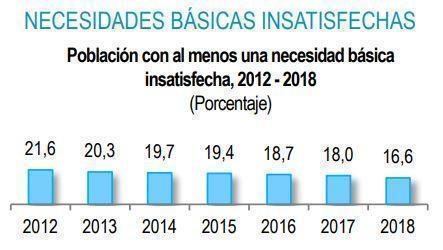 NECESIDADES BÁSICAS INSATISFECHAS
Población con al menos una necesidad básica
insatisfecha, 2012 - 2018
(Porcentaje)
21,6 20,3 19,7 19,4 18,7 18,0 16,6
2012 2013 2014 2015 2016 2017 2018